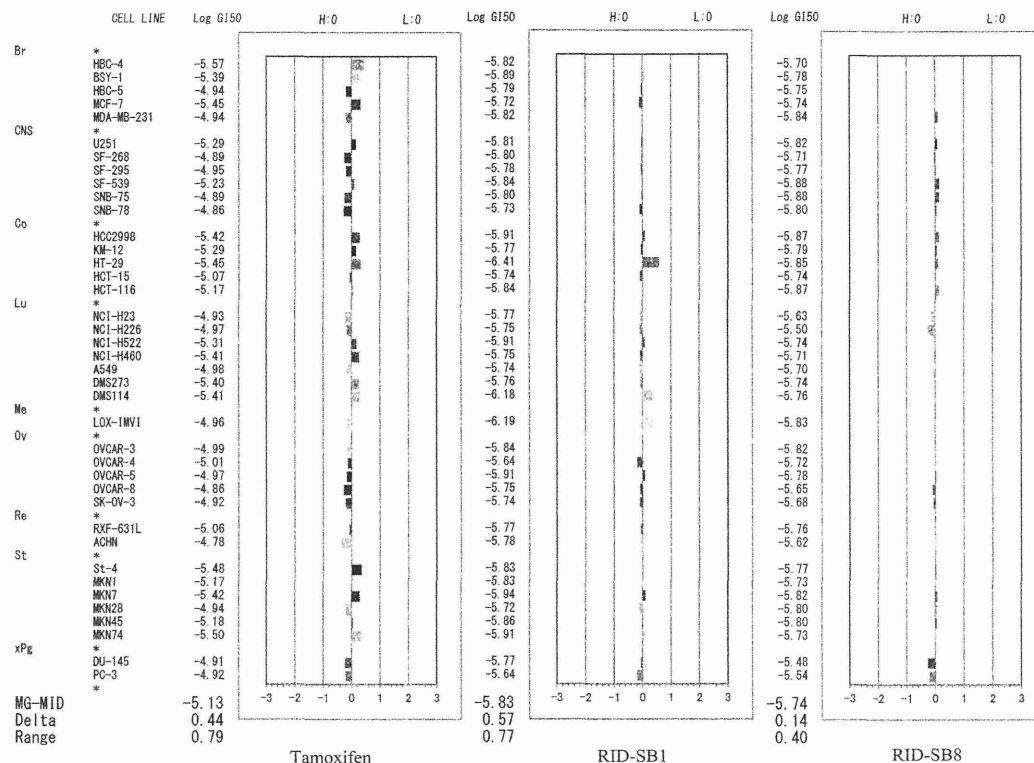 CELL LINE Log GI50 H:0 L:0 Log GI50 H:0 L:0 Log GI50 H:0 L:0
Br *
HBC-4 -5.57 -5.82 -5.70
BSY-1 -5.39 -5.89 -5.78
HBC-5 -4.94 -5.79 -5.75
MCF-7 -5.45 -5.72 -5.74
MDA-MB-231 -4.94 -5.82 -5.84
CNS *
U251 -5.29 -5.81 -5.82
SF-268 -4.89 -5.80 -5.71
SF-295 -4.95 -5.78 -5.77
SF-539 -5.23 -5.84 -5.88
SNB-75 -4.89 -5.80 -5.88
SNB-78 -4.86 -5.73 -5.80
Co *
HCC2998 -5.42 -5.91 -5.87
KM-12 -5.29 -5.77 -5.79
HT-29 -5.45 -6.41 -5.85
HCT-15 -5.07 -5.74 -5.74
HCT-116 -5.17 -5.84 -5.87
Lu *
NCI-H23 -4.93 -5.77 -5.63
NCI-H226 -4.97 -5.75 -5.50
NCI-H522 -5.31 -5.91 -5.74
NCI-H460 -5.41 -5.75 -5.71
A549 -4.98 -5.74 -5.70
DMS273 -5.40 -5.76 -5.74
DMS114 -5.41 -6.18 -5.76
Me *
LOX-IMVI -4.96 -6.19 -5.83
Ov *
OVCAR-3 -4.99 -5.84 -5.82
OVCAR-4 -5.01 -5.64 -5.72
OVCAR-5 -4.97 -5.91 -5.78
OVCAR-8 -4.86 -5.75 -5.65
SK-OV-3 -4.92 -5.74 -5.68
Re *
RXF-631L -5.06 -5.77 -5.76
ACHN -4.78 -5.78 -5.62
St *
St-4 -5.48 -5.83 -5.77
MKN1 -5.17 -5.83 -5.73
MKN7 -5.42 -5.94 -5.82
MKN28 -4.94 -5.72 -5.80
MKN45 -5.18 -5.86 -5.80
MKN74 -5.50 -5.91 -5.73
xPg *
DU-145 -4.91 -5.77 -5.48
PC-3 -4.92 -5.64 -5.54
*
-3 -2 -1 0 1 2 3 -3 -2 -1 0 1 2 3 -3 -2 -1 0 1 2 3
MG-MID -5.13 -5.83 -5.74
Delta 0.44 0.57 0.14
Range 0.79 0.77 0.40
Tamoxifen RID-SB1 RID-SB8